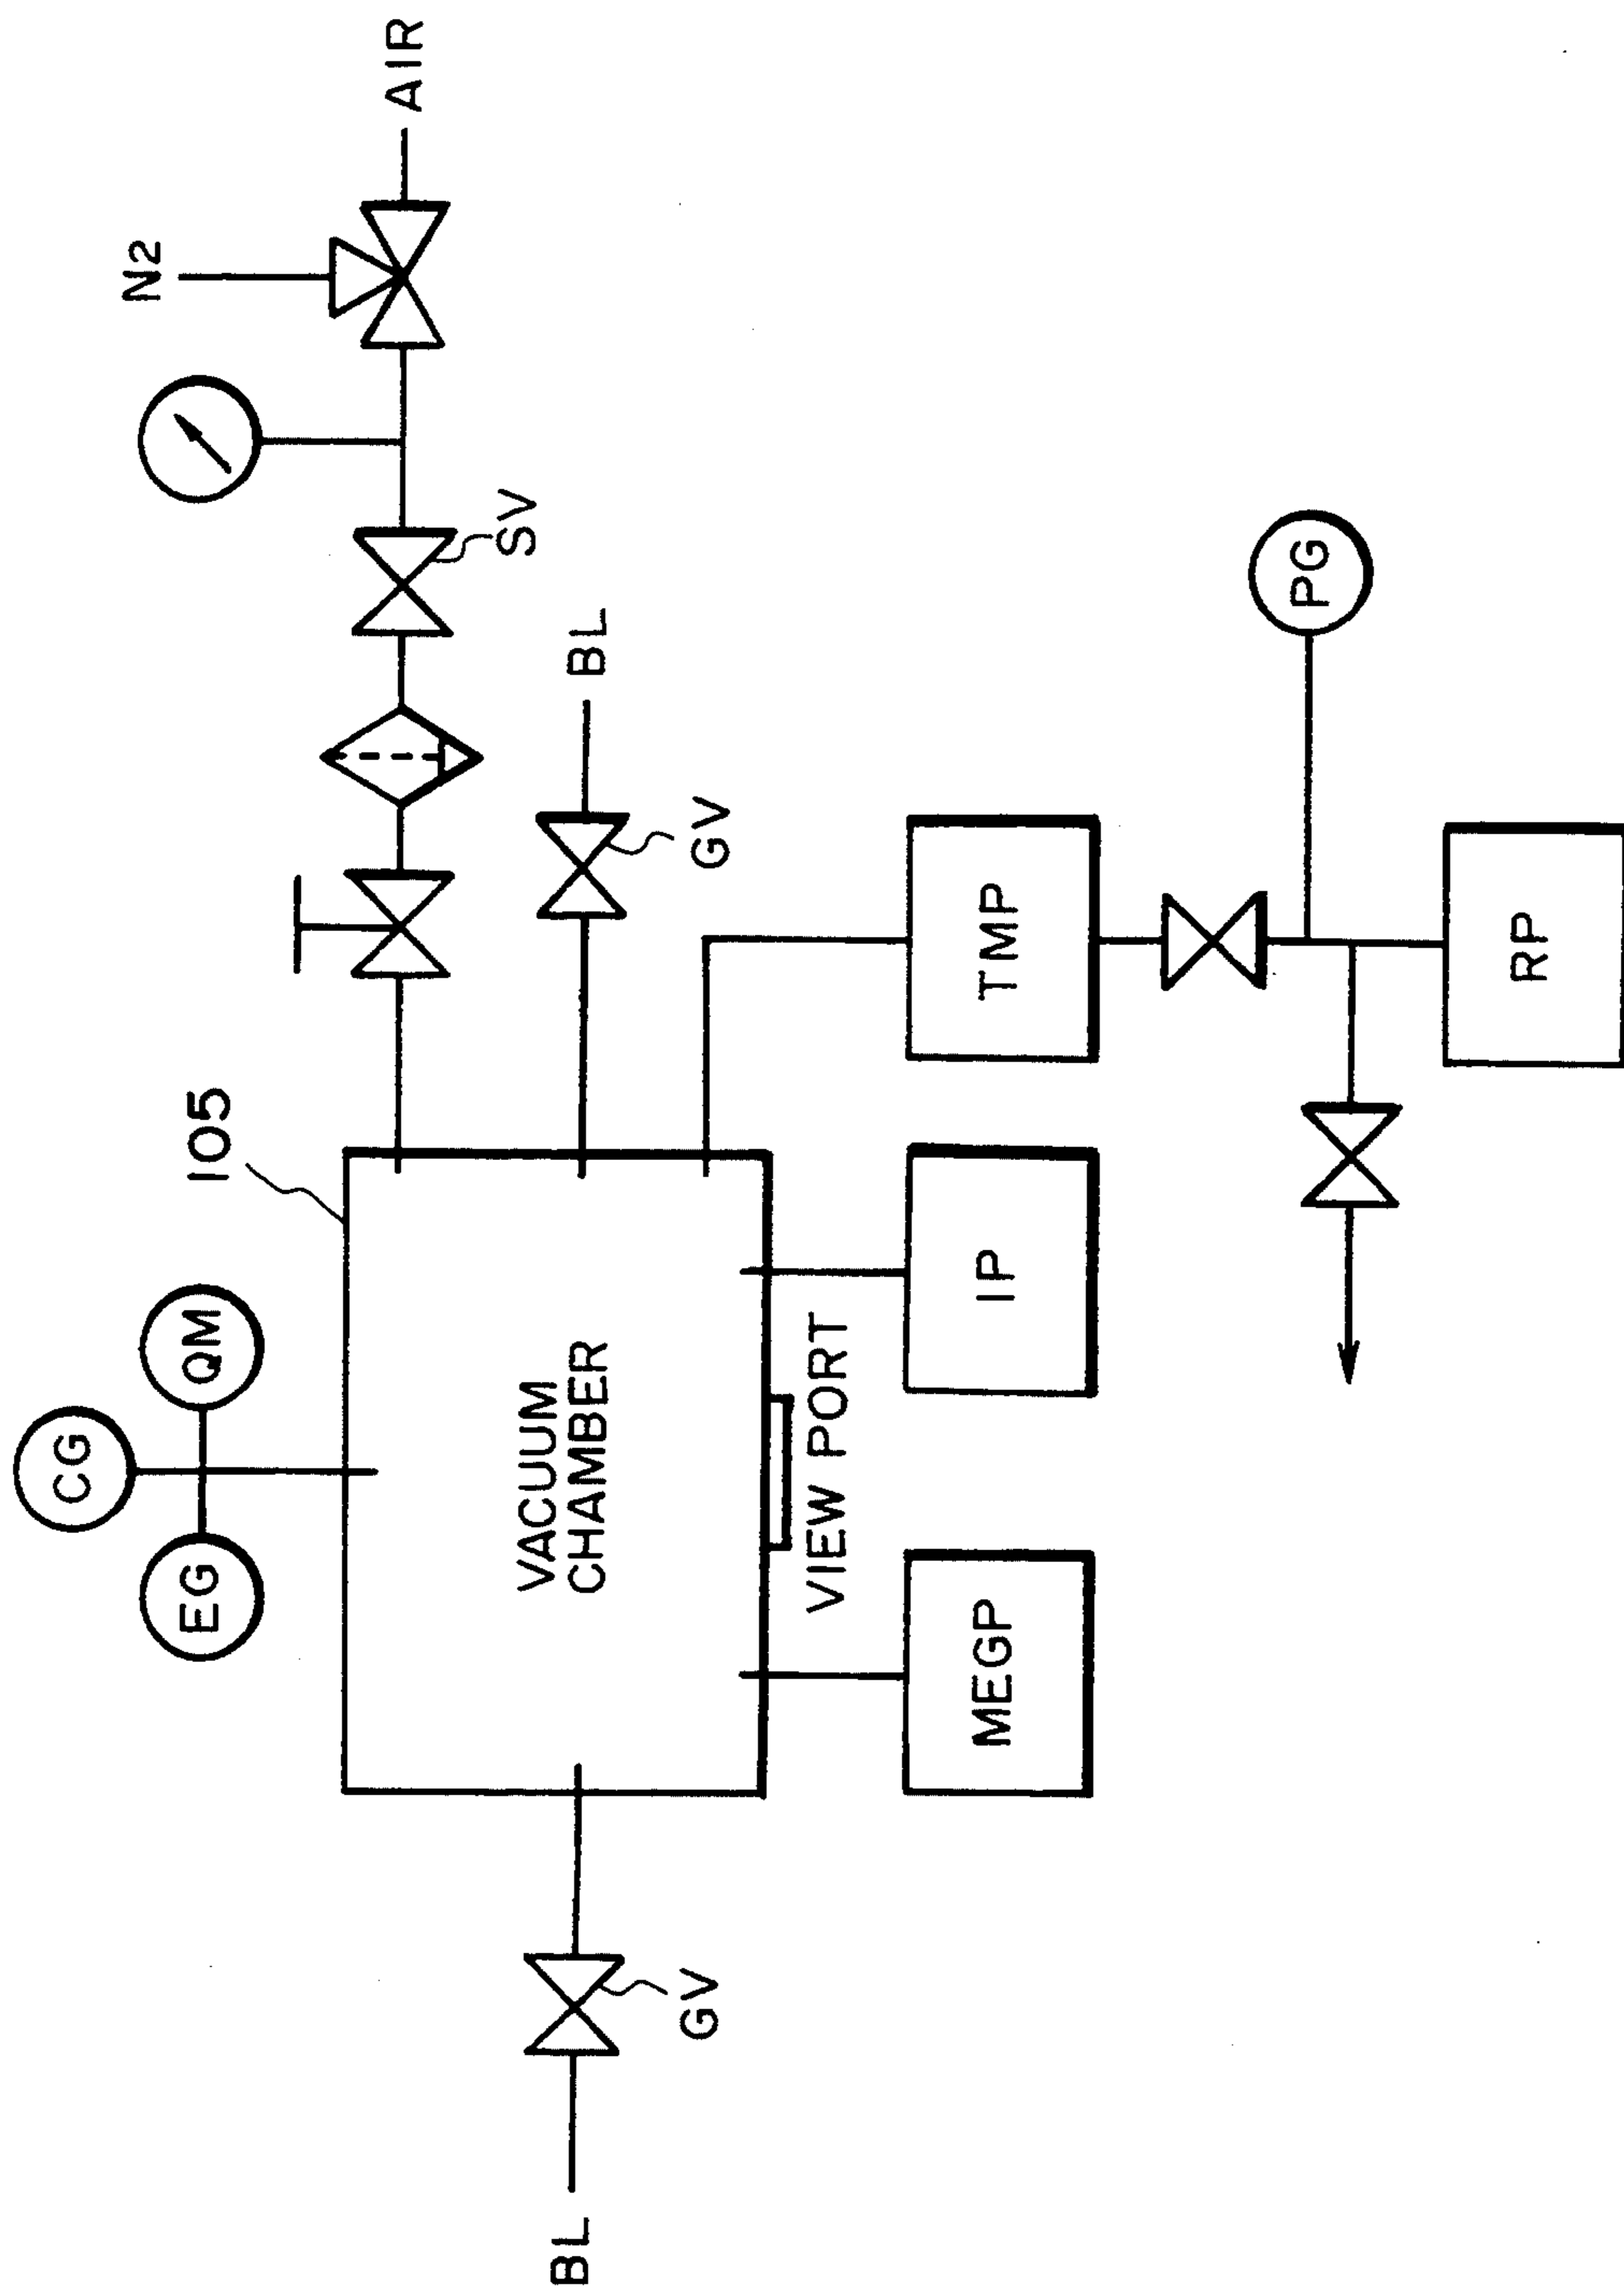 CG
EG
QM
105
N2
AIR
SV
BL
GV
VACUUM
CHAMBER
BL
GV
VIEW PORT
MEGP
IP
TMP
PG
RP